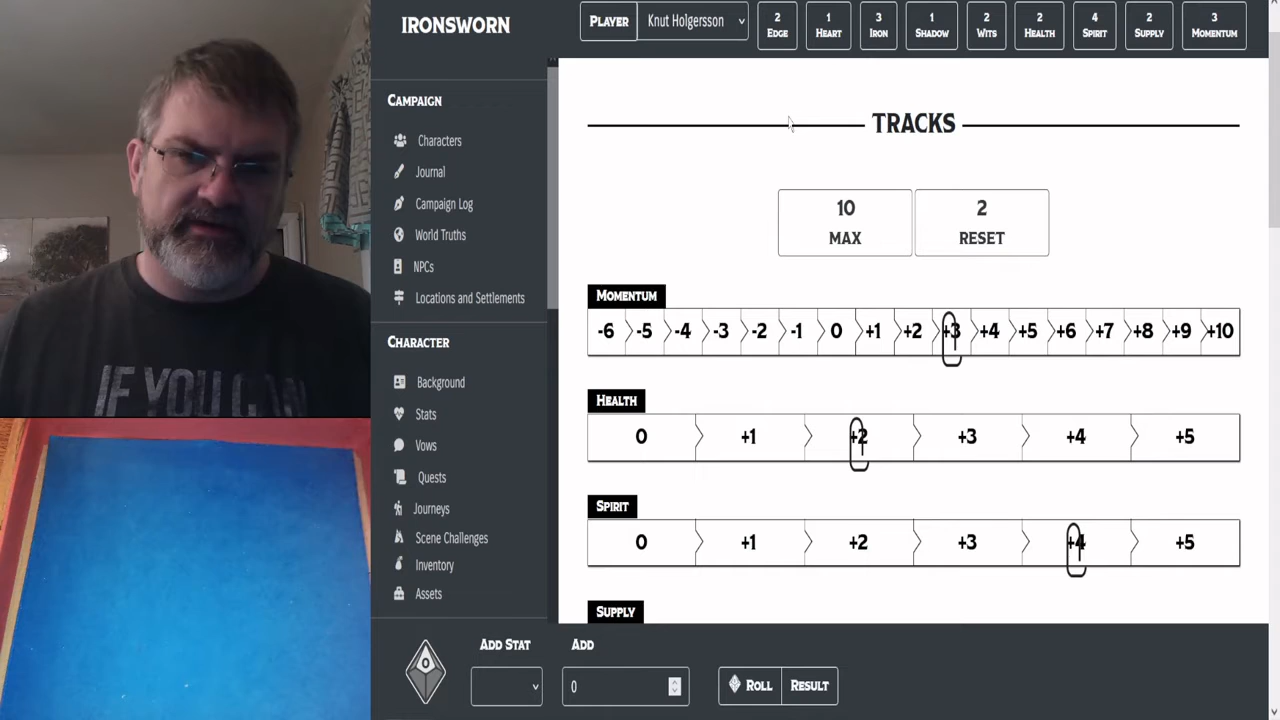 IRONSWORN
PLAYER Knut Holgersson
2 Edge
1 Heart
3 Iron
1 Shadow
2 Wits
2 Health
4 Spirit
2 Supply
3 Momentum
Campaign
Characters
Journal
Campaign Log
World Truths
NPCs
Locations and Settlements
Character
Background
Stats
Vows
Quests
Journeys
Scene Challenges
Inventory
Assets
TRACKS
10
MAX
2
RESET
Momentum
-6 -5 -4 -3 -2 -1 0 +1 +2 +3 +4 +5 +6 +7 +8 +9 +10
Health
0 +1 +2 +3 +4 +5
Spirit
0 +1 +2 +3 +4 +5
Supply
0
Add Stat
Add
0
Roll
Result
IF YOU CAN